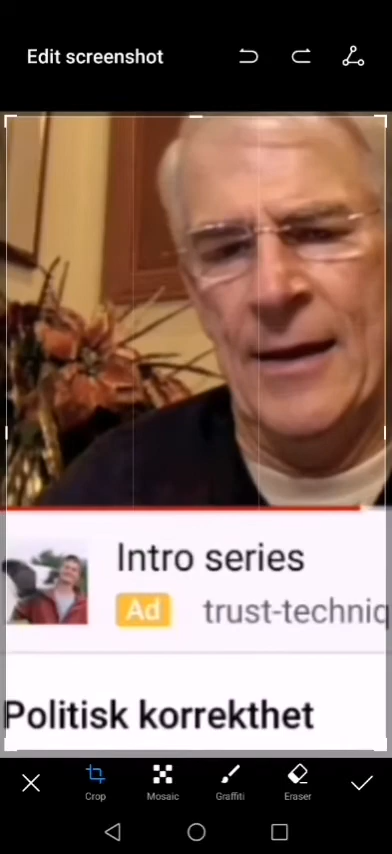 Edit screenshot
Intro series
Ad trust-techniq
Politisk korrekthet
Crop Mosaic Graffiti Eraser